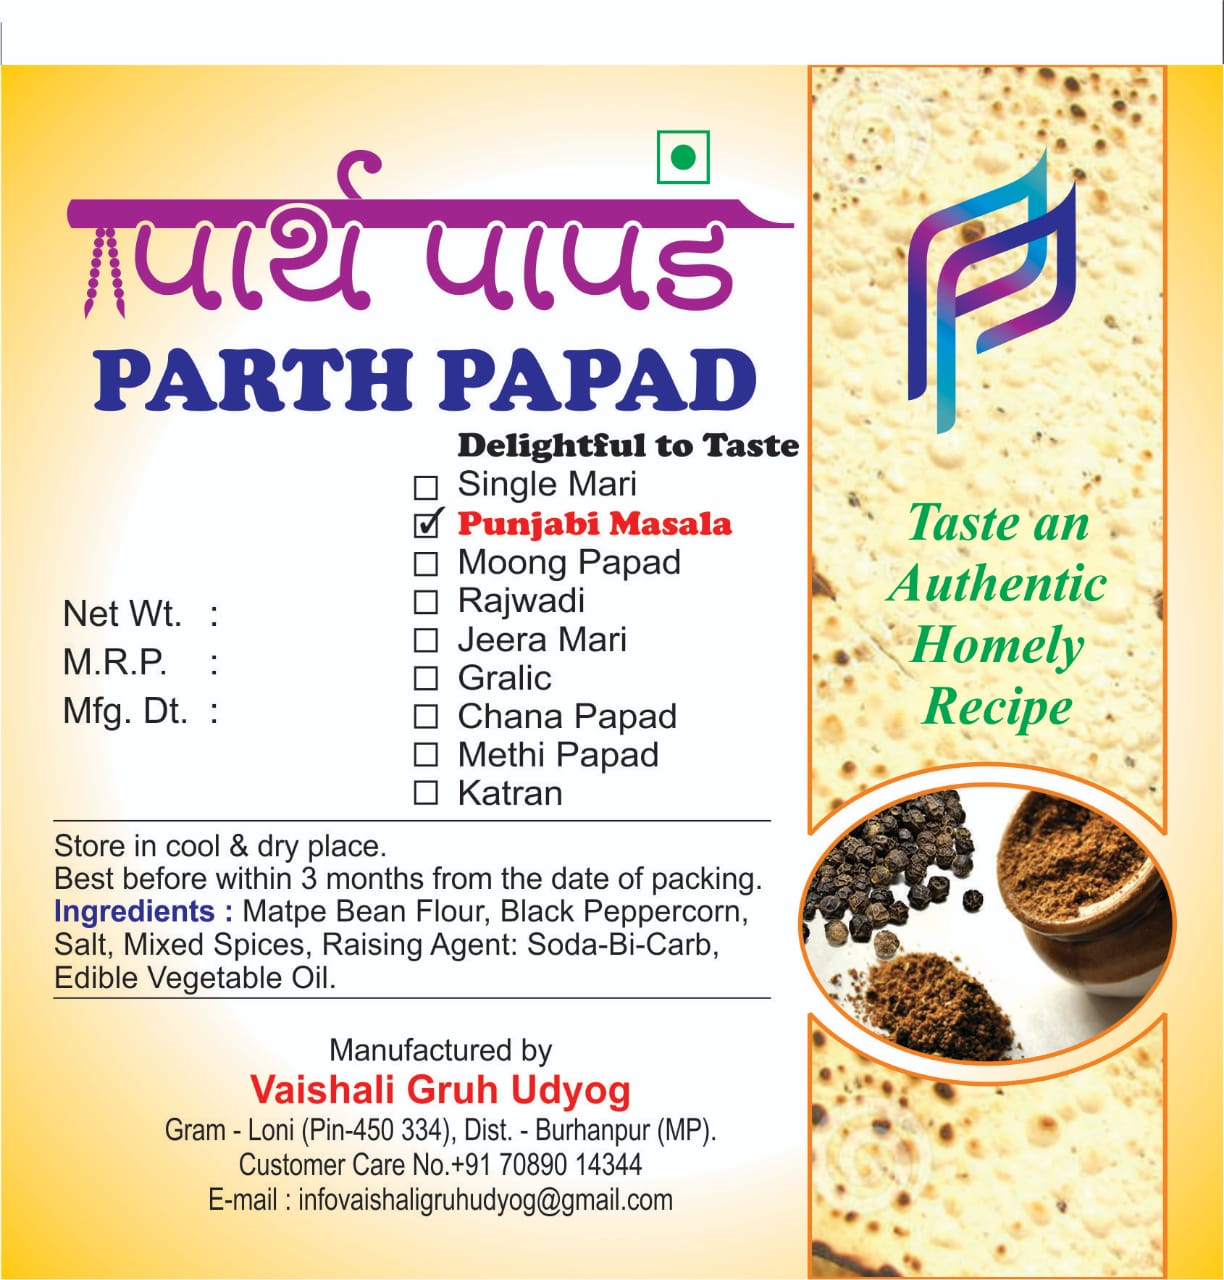 पार्थ पापड
PARTH PAPAD
Delightful to Taste
Single Mari
Punjabi Masala
Moong Papad
Rajwadi
Jeera Mari
Gralic
Chana Papad
Methi Papad
Katran
Net Wt. :
M.R.P. :
Mfg. Dt. :
Store in cool & dry place.
Best before within 3 months from the date of packing.
Ingredients : Matpe Bean Flour, Black Peppercorn,
Salt, Mixed Spices, Raising Agent: Soda-Bi-Carb,
Edible Vegetable Oil.
Manufactured by
Vaishali Gruh Udyog
Gram - Loni (Pin-450 334), Dist. - Burhanpur (MP).
Customer Care No.+91 70890 14344
E-mail : infovaishaligruhudyog@gmail.com
Taste an
Authentic
Homely
Recipe